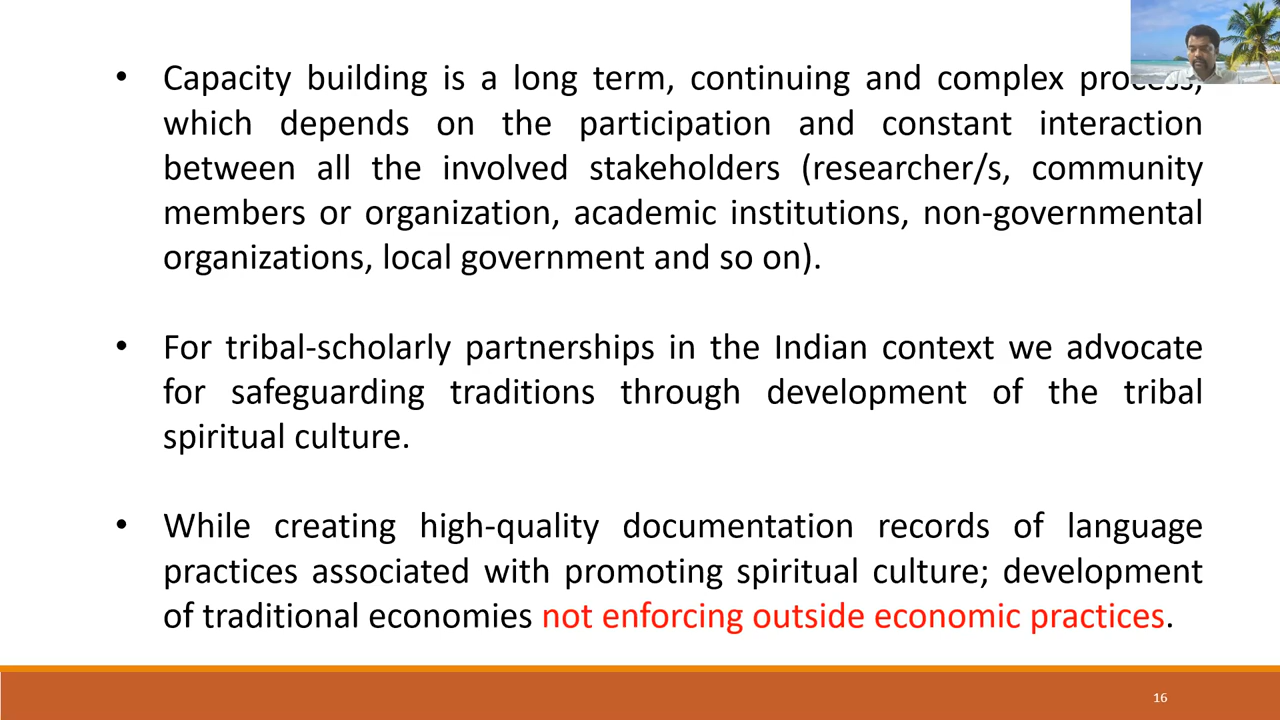 • Capacity building is a long term, continuing and complex process,
which depends on the participation and constant interaction
between all the involved stakeholders (researcher/s, community
members or organization, academic institutions, non-governmental
organizations, local government and so on).
• For tribal-scholarly partnerships in the Indian context we advocate
for safeguarding traditions through development of the tribal
spiritual culture.
• While creating high-quality documentation records of language
practices associated with promoting spiritual culture; development
of traditional economies not enforcing outside economic practices.
16